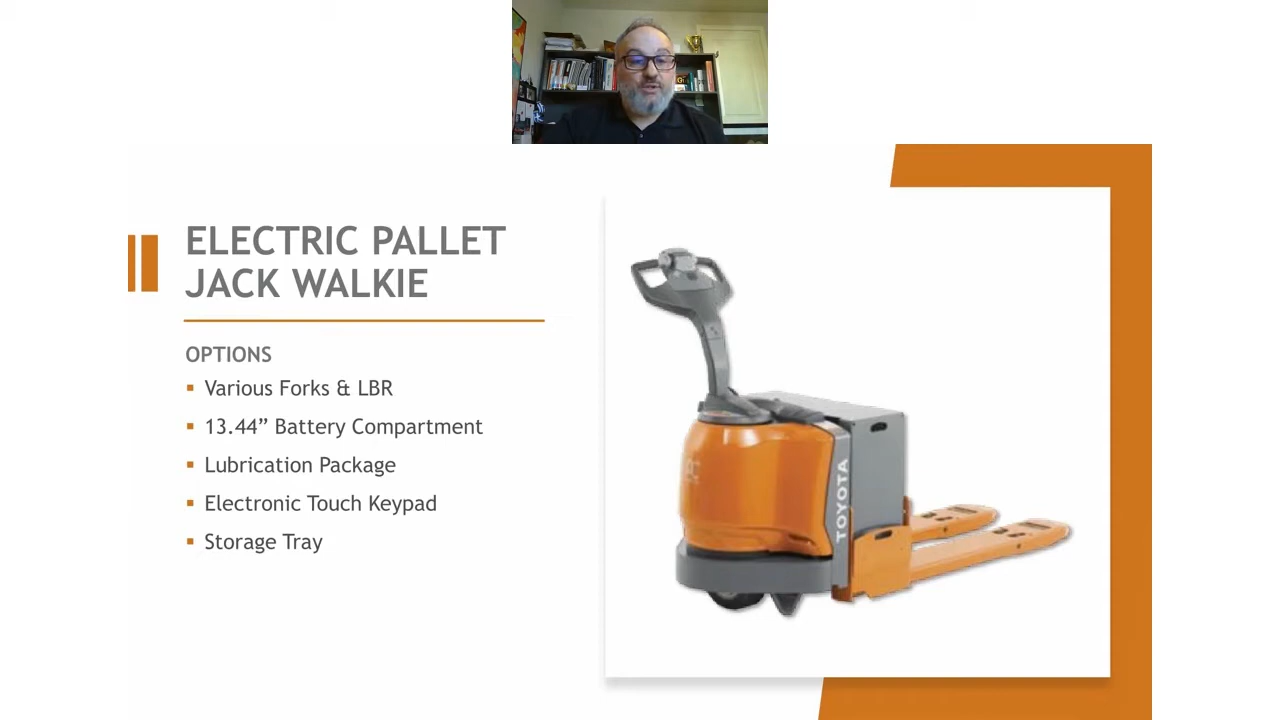 ELECTRIC PALLET
JACK WALKIE
OPTIONS
▪ Various Forks & LBR
▪ 13.44” Battery Compartment
▪ Lubrication Package
▪ Electronic Touch Keypad
▪ Storage Tray
TOYOTA